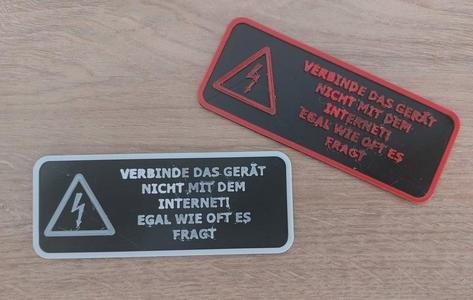 VERBINDE DAS GERÄT
NICHT MIT DEM
INTERNET!
EGAL WIE OFT ES
FRAGT
VERBINDE DAS GERÄT
NICHT MIT DEM
INTERNET!
EGAL WIE OFT ES
FRAGT